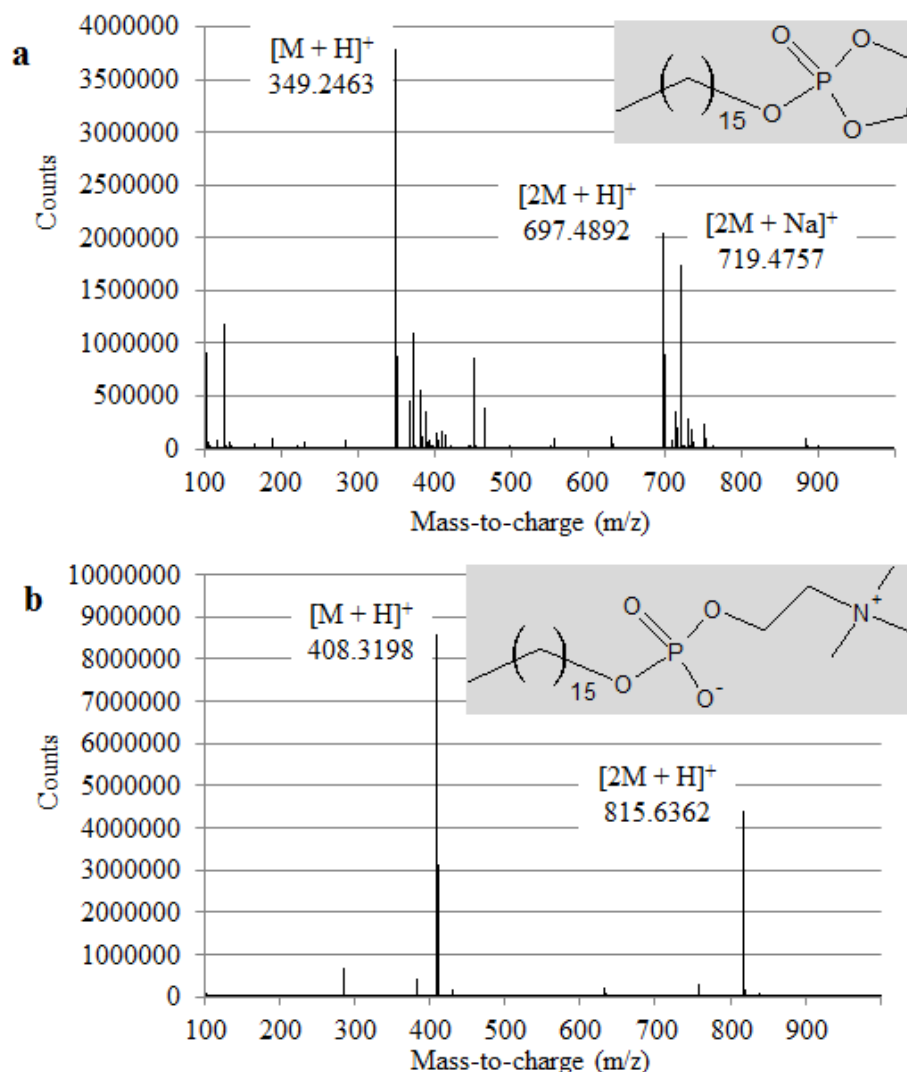 a
4000000
3500000
3000000
2500000
2000000
1500000
1000000
500000
0
Counts
[M + H]+
349.2463
[2M + H]+
697.4892
[2M + Na]+
719.4757
O
O
P
O
O
15
100 200 300 400 500 600 700 800 900
Mass-to-charge (m/z)
b
10000000
9000000
8000000
7000000
6000000
5000000
4000000
3000000
2000000
1000000
0
Counts
[M + H]+
408.3198
[2M + H]+
815.6362
O
O
N+
P
O
O-
15
100 200 300 400 500 600 700 800 900
Mass-to-charge (m/z)